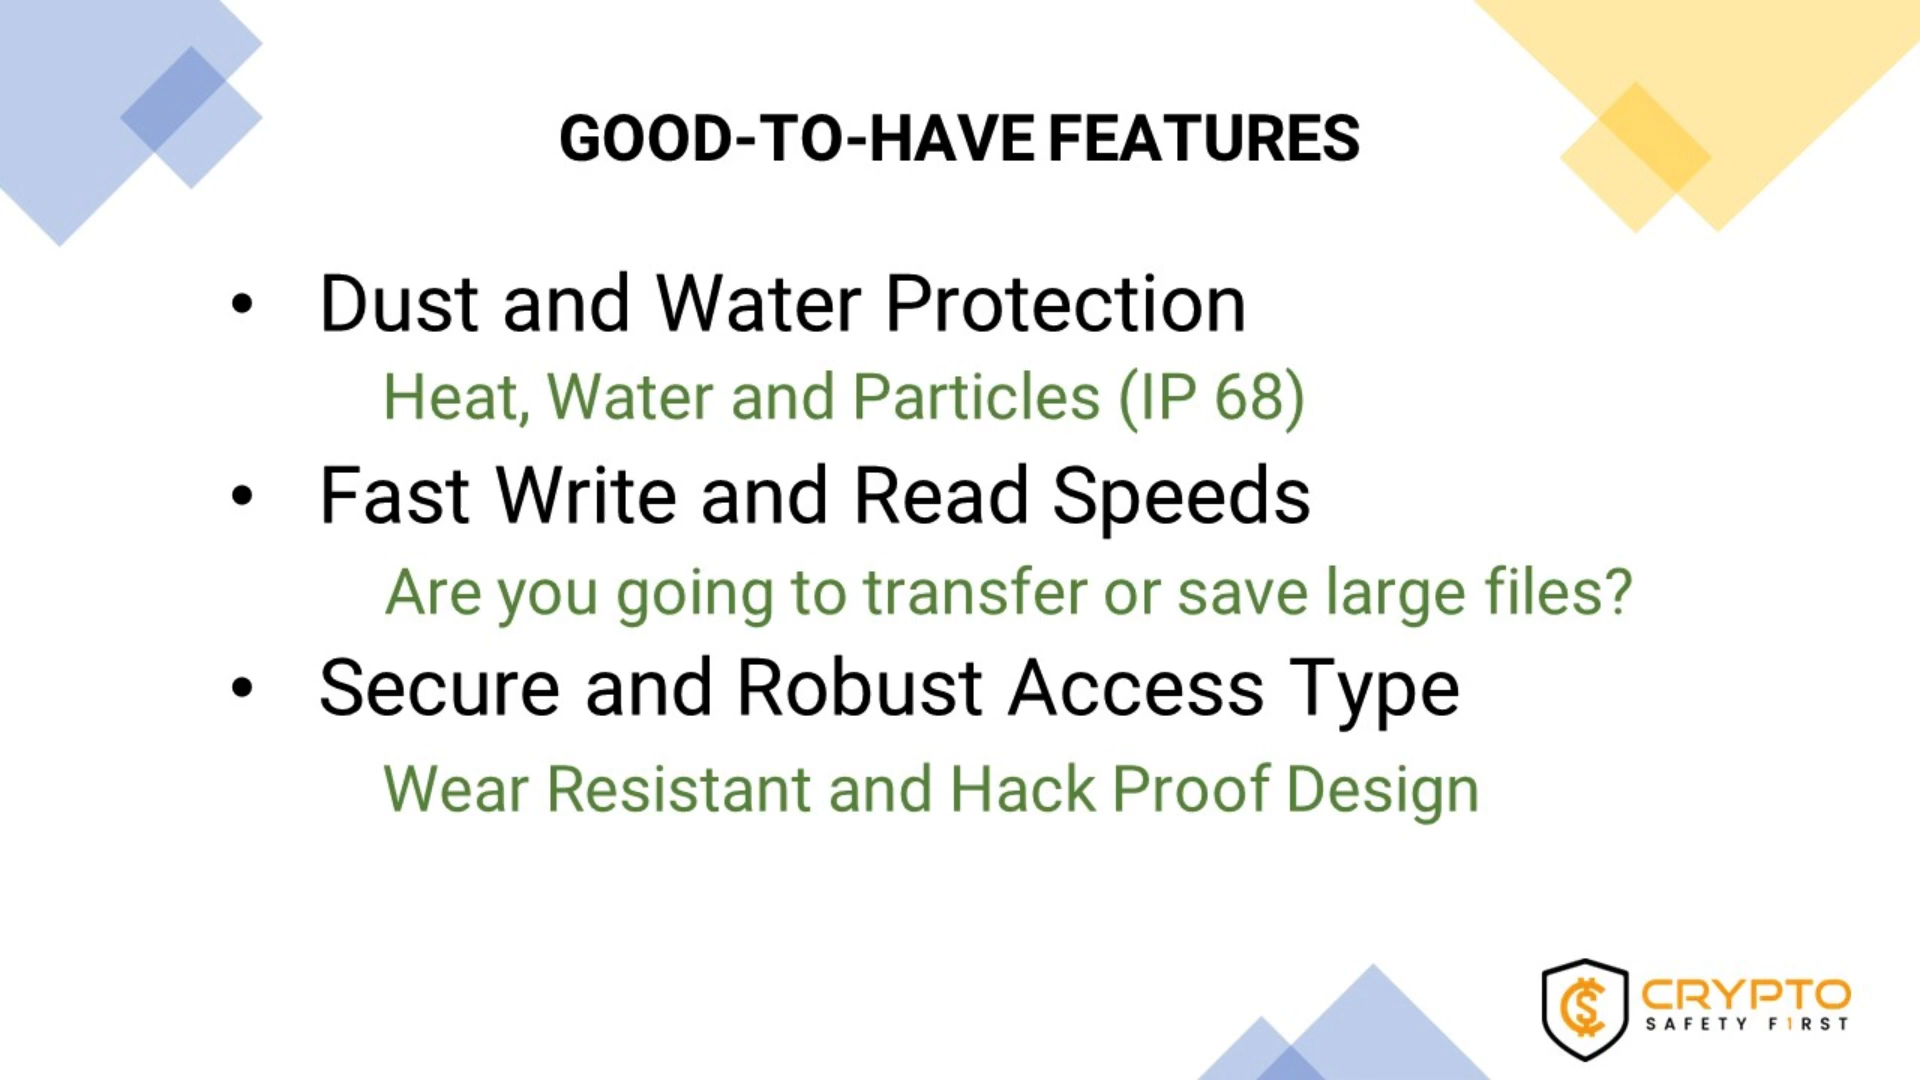 GOOD-TO-HAVE FEATURES
• Dust and Water Protection
Heat, Water and Particles (IP 68)
• Fast Write and Read Speeds
Are you going to transfer or save large files?
• Secure and Robust Access Type
Wear Resistant and Hack Proof Design
CRYPTO
SAFETY F1RST